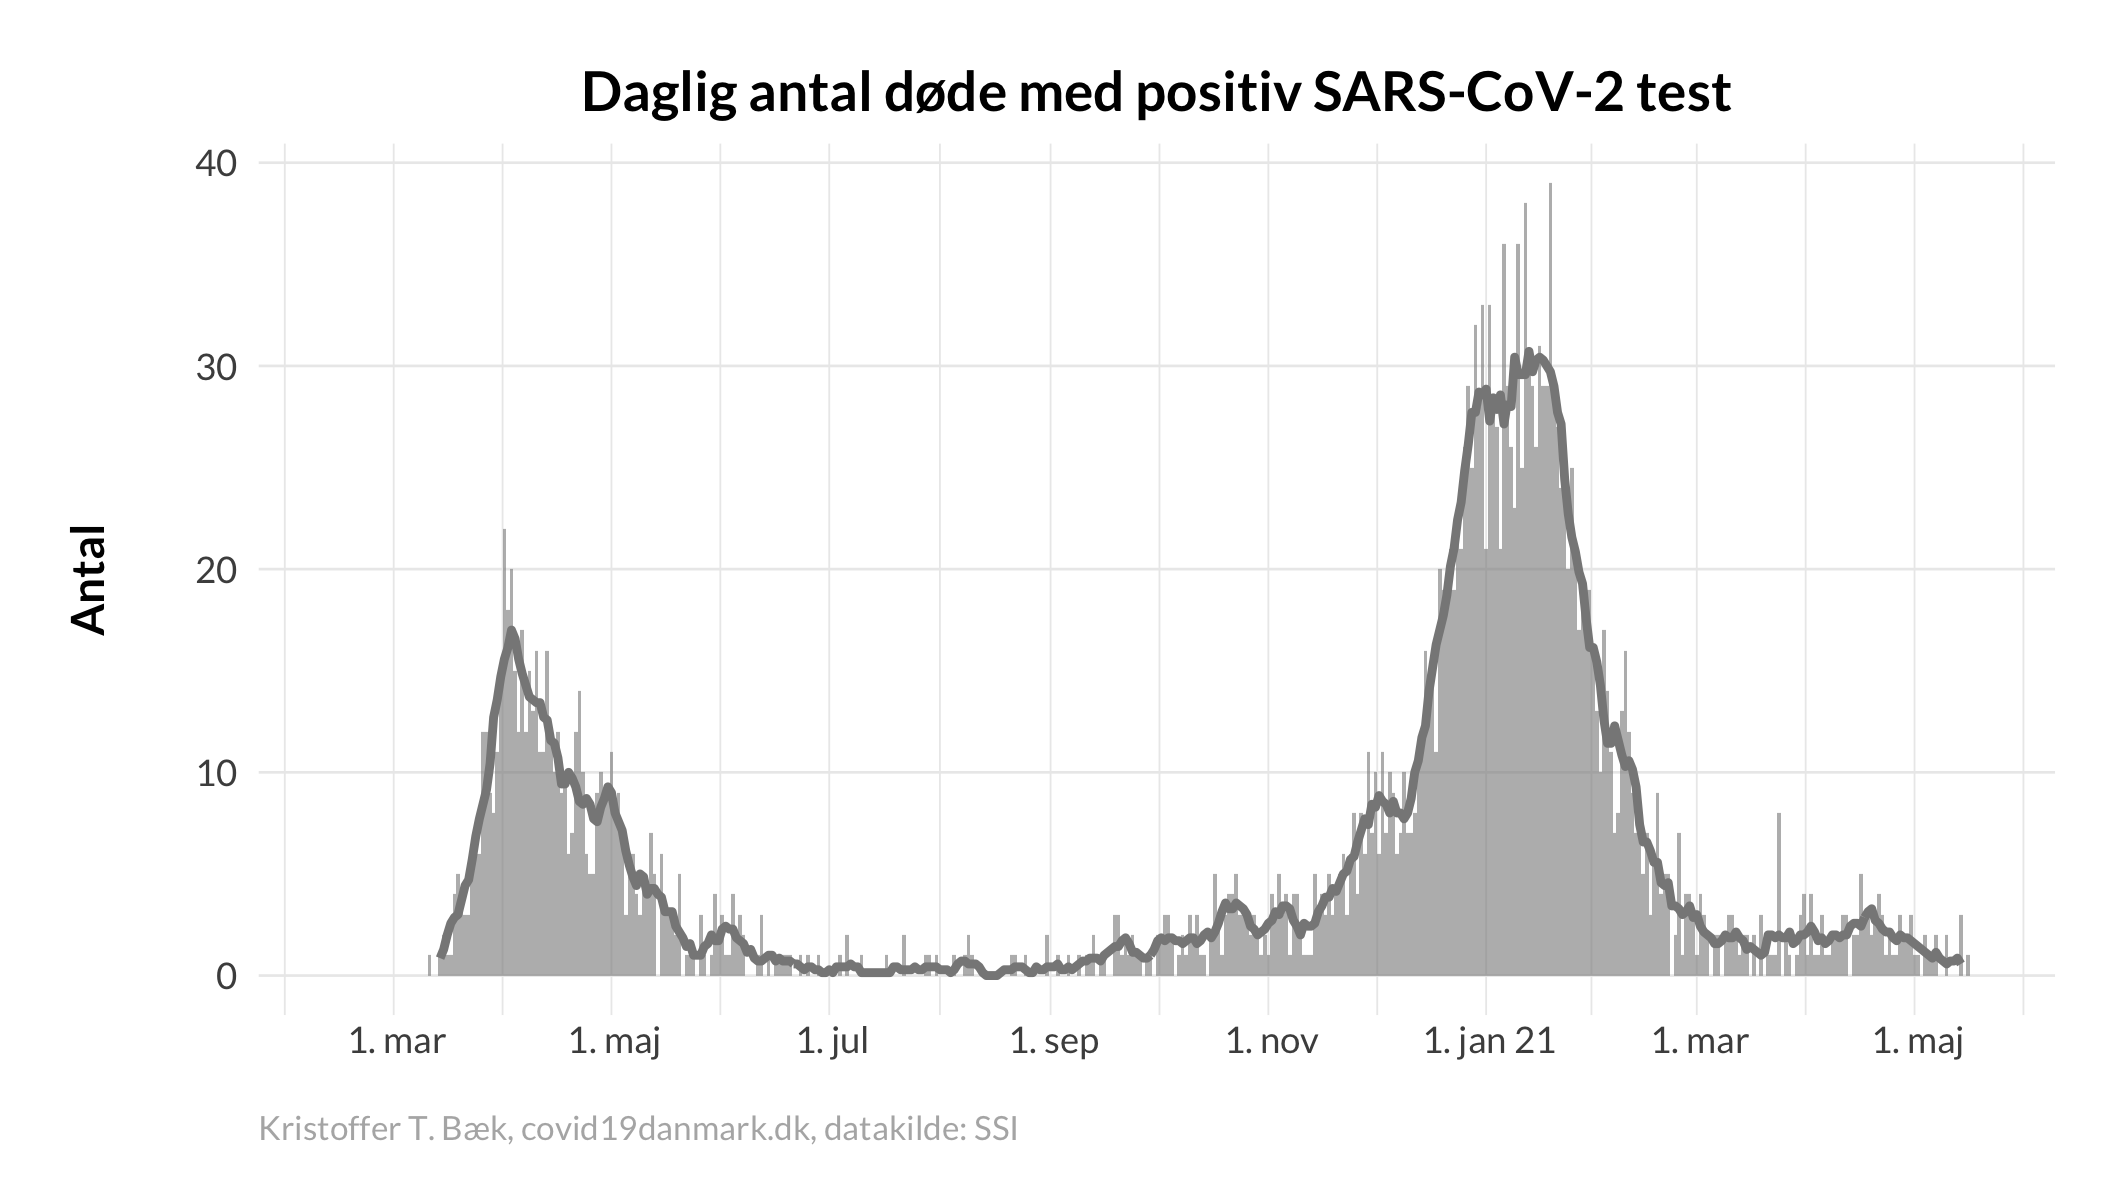 Daglig antal døde med positiv SARS-CoV-2 test
Antal
40
30
20
10
0
1. mar 1. maj 1. jul 1. sep 1. nov 1. jan 21 1. mar 1. maj
Kristoffer T. Bæk, covid19danmark.dk, datakilde: SSI